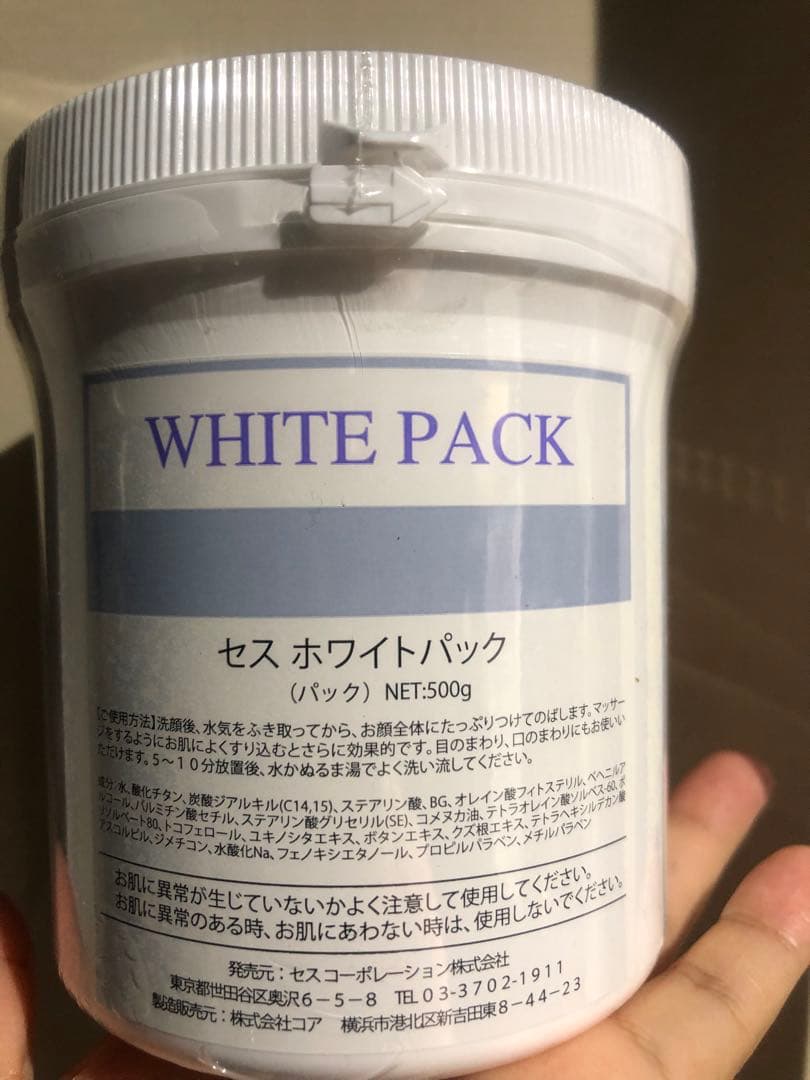 WHITE PACK
セス ホワイトパック
（パック）NET:500g
【ご使用方法】洗顔後、水気をふき取ってから、お顔全体にたっぷりつけてのばします。マッサー
ジをするようにお肌によくすり込むとさらに効果的です。目のまわり、口のまわりにもお使いい
ただけます。5～10分放置後、水かぬるま湯でよく洗い流してください。
成分：水、酸化チタン、炭酸ジアルキル(C14,15)、ステアリン酸、BG、オレイン酸フィトステリル、ベヘニルア
ルコール、パルミチン酸セチル、ステアリン酸グリセリル(SE)、コメヌカ油、テトラオレイン酸ソルベス-60、ポ
リソルベート80、トコフェロール、ユキノシタエキス、ボタンエキス、クズ根エキス、テトラヘキシルデカン酸
アスコルビル、ジメチコン、水酸化Na、フェノキシエタノール、プロピルパラベン、メチルパラベン
お肌に異常が生じていないかよく注意して使用してください。
お肌に異常のある時、お肌にあわない時は、使用しないでください。
発売元：セスコーポレーション株式会社
東京都世田谷区奥沢6－5－8 TEL 03-3702-1911
製造販売元：株式会社コア 横浜市港北区新吉田東8－44－23